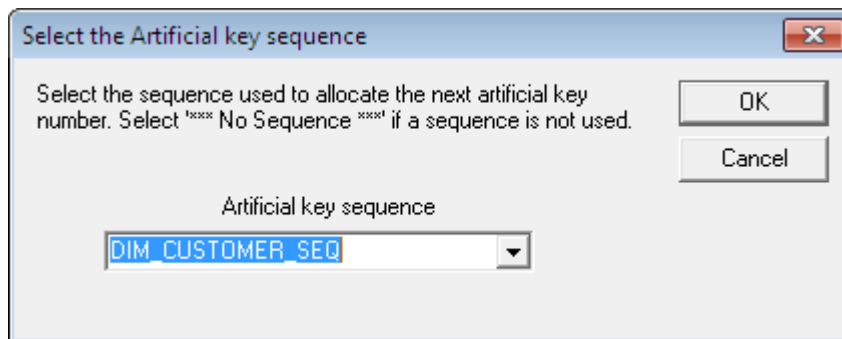 Select the Artificial key sequence
Select the sequence used to allocate the next artificial key
number. Select '*** No Sequence ***' if a sequence is not used.
OK
Cancel
Artificial key sequence
DIM_CUSTOMER_SEQ